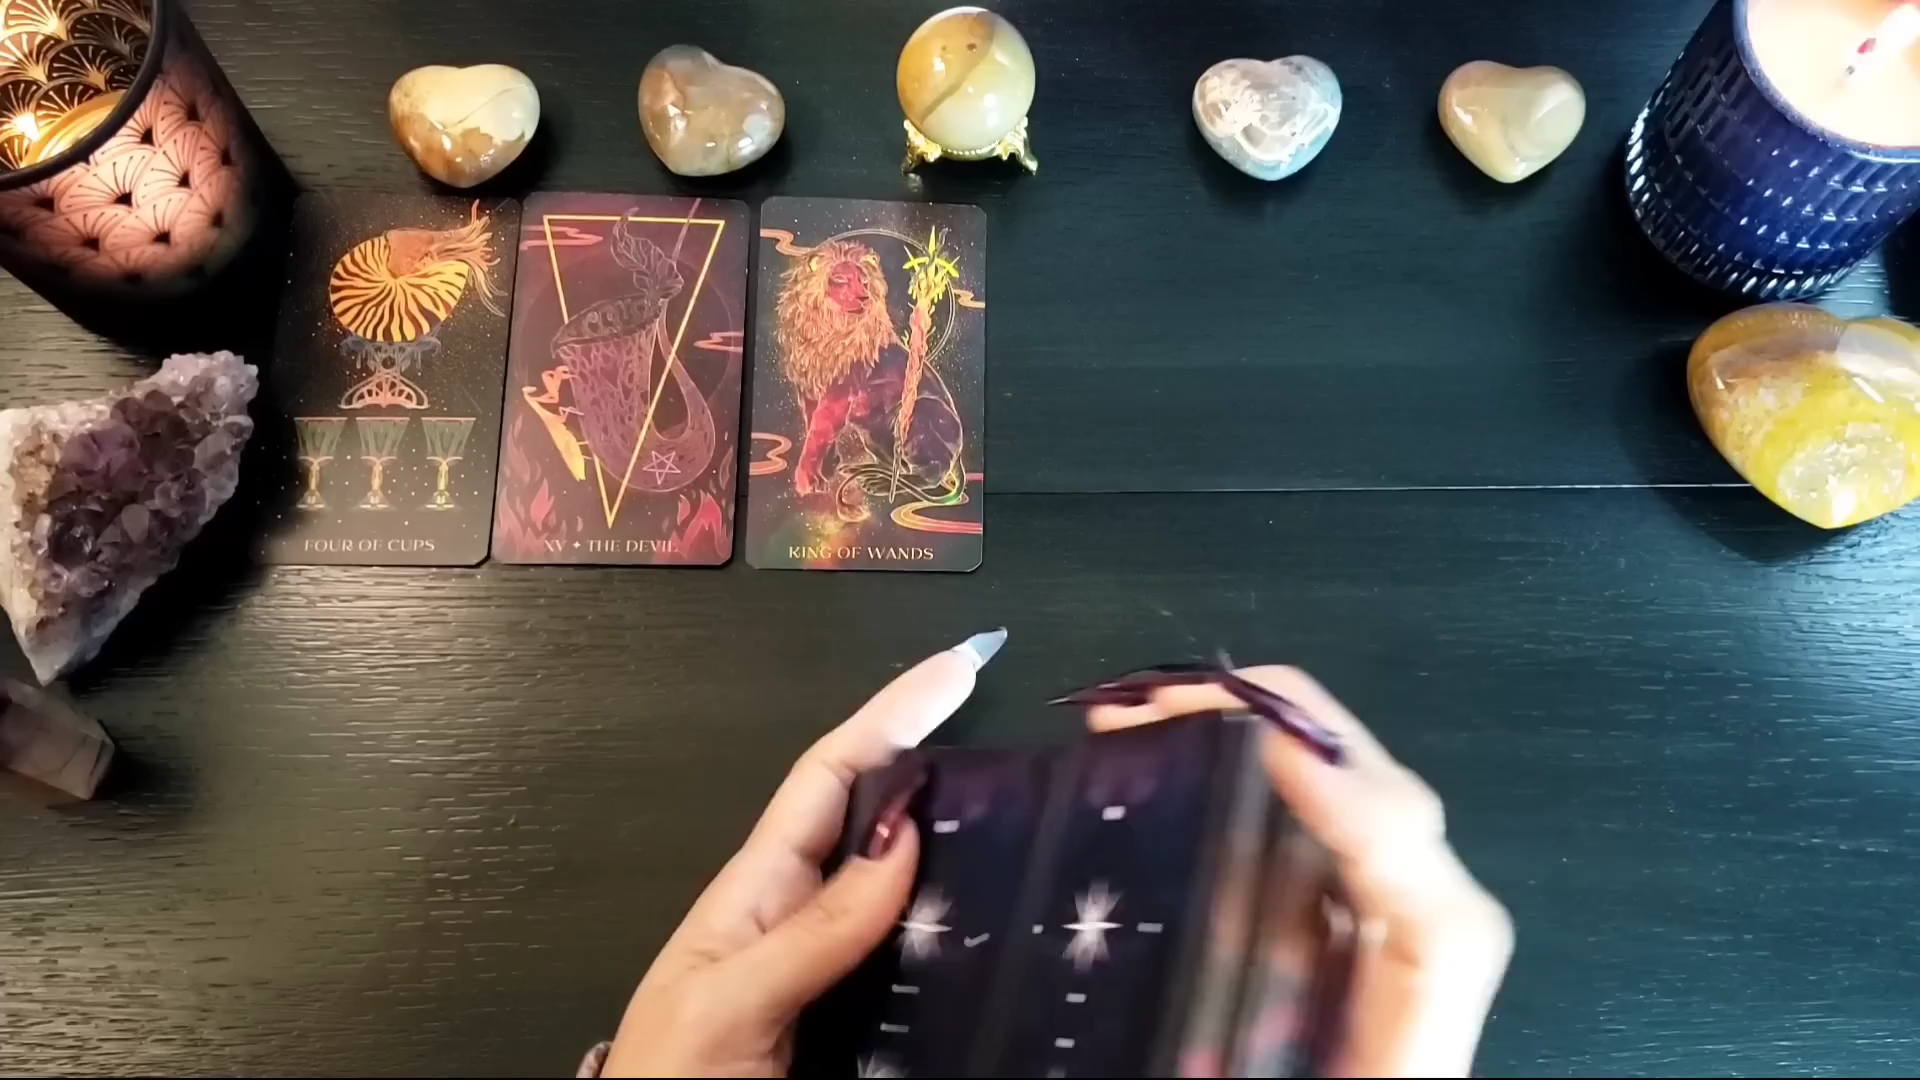 FOUR OF CUPS
XV ✦ THE DEVIL
KING OF WANDS